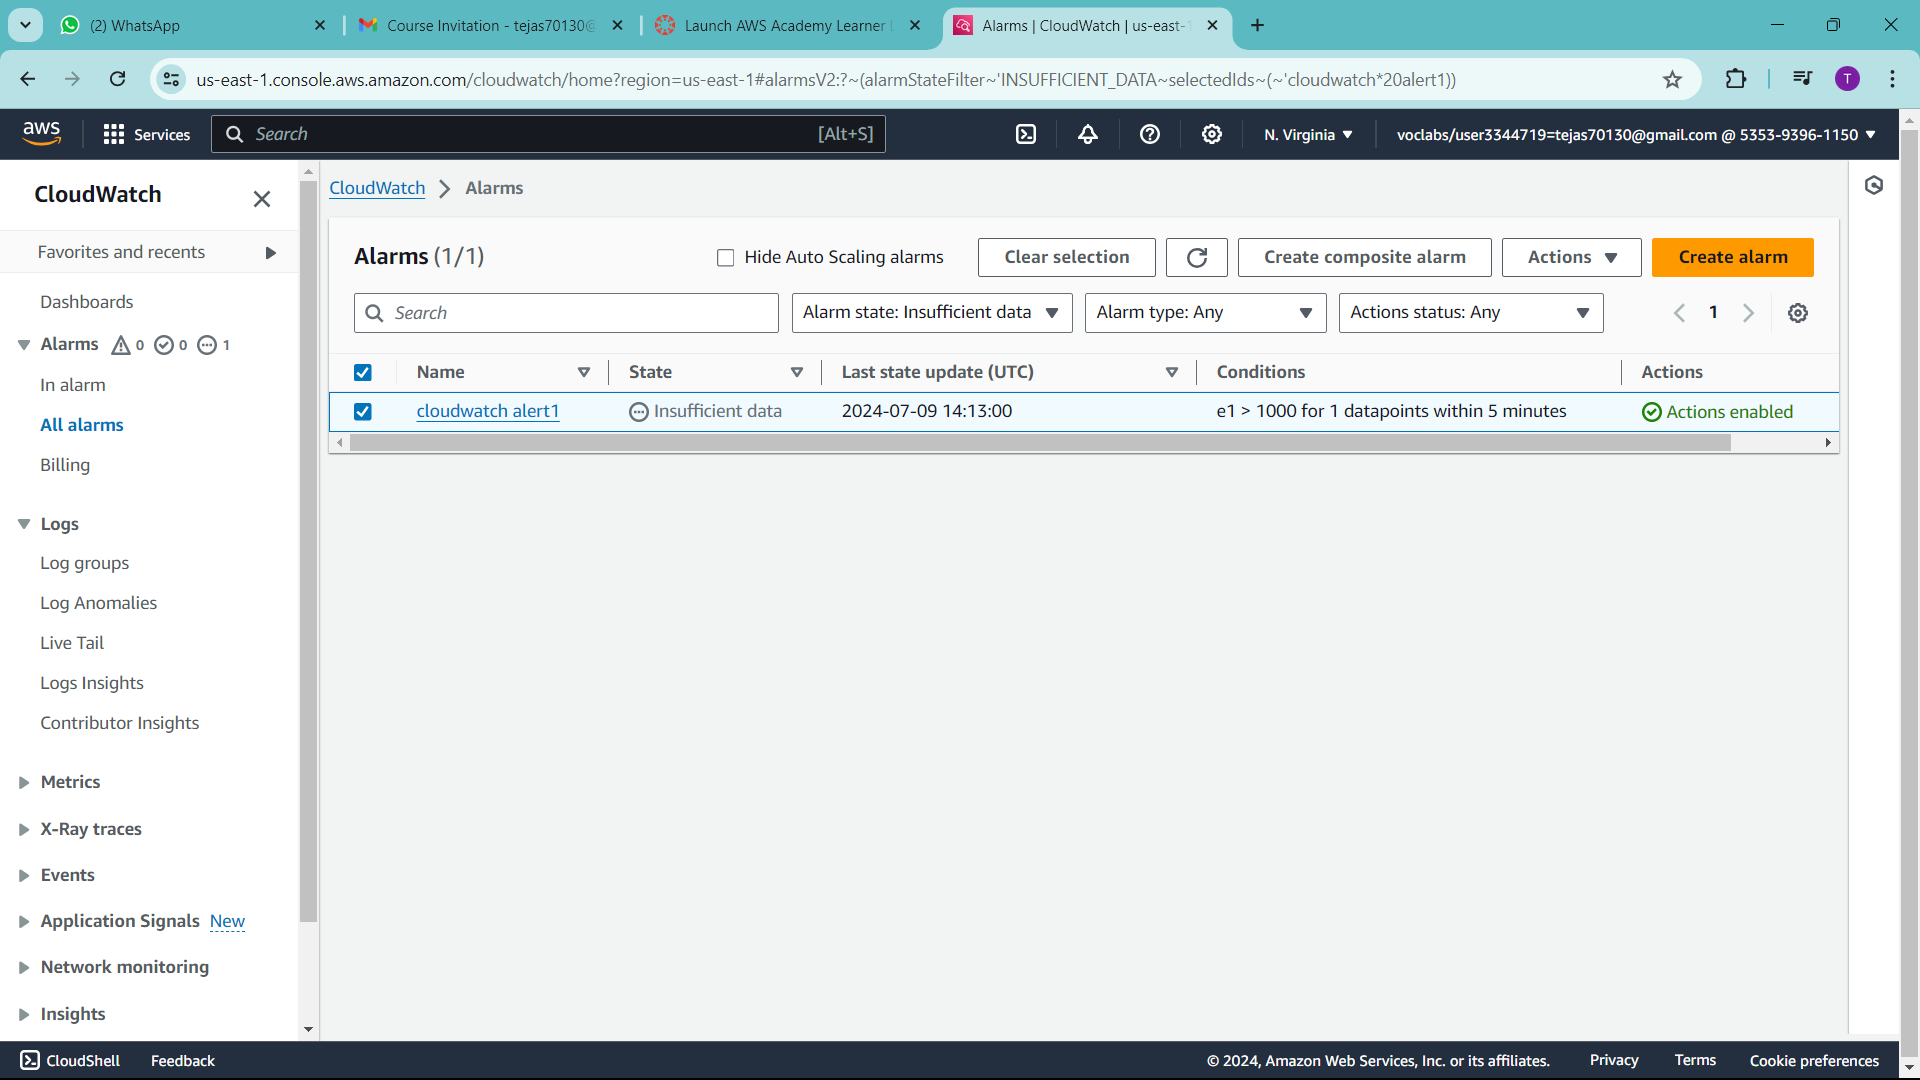 (2) WhatsApp
Course Invitation - tejas70130@
Launch AWS Academy Learner
Alarms | CloudWatch | us-east-1
us-east-1.console.aws.amazon.com/cloudwatch/home?region=us-east-1#alarmsV2:?~(alarmStateFilter~'INSUFFICIENT_DATA~selectedIds~(~'cloudwatch*20alert1))
T
aws
Services
Search
[Alt+S]
N. Virginia
voclabs/user3344719=tejas70130@gmail.com @ 5353-9396-1150
CloudWatch
Favorites and recents
Dashboards
Alarms 0 0 1
In alarm
All alarms
Billing
Logs
Log groups
Log Anomalies
Live Tail
Logs Insights
Contributor Insights
Metrics
X-Ray traces
Events
Application Signals New
Network monitoring
Insights
CloudWatch > Alarms
Alarms (1/1)
Hide Auto Scaling alarms
Clear selection
Create composite alarm
Actions
Create alarm
Search
Alarm state: Insufficient data
Alarm type: Any
Actions status: Any
1
Name State Last state update (UTC) Conditions Actions
cloudwatch alert1 Insufficient data 2024-07-09 14:13:00 e1 > 1000 for 1 datapoints within 5 minutes Actions enabled
CloudShell Feedback © 2024, Amazon Web Services, Inc. or its affiliates. Privacy Terms Cookie preferences